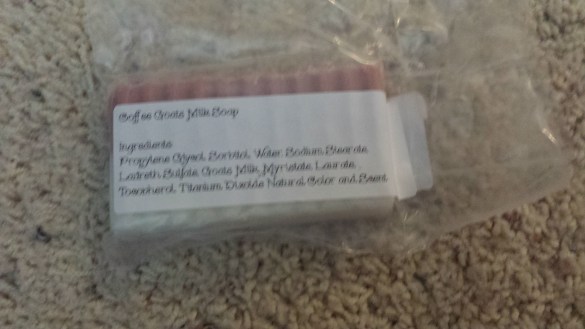 Coffee Goats Milk Soap
Ingredients
Propylene Glycol, Sorbitol, Water, Sodium Stearate,
Laureth Sulfate, Goats Milk, Myristate, Laurate,
Tocopherol, Titanium Dioxide Natural Color and Scent